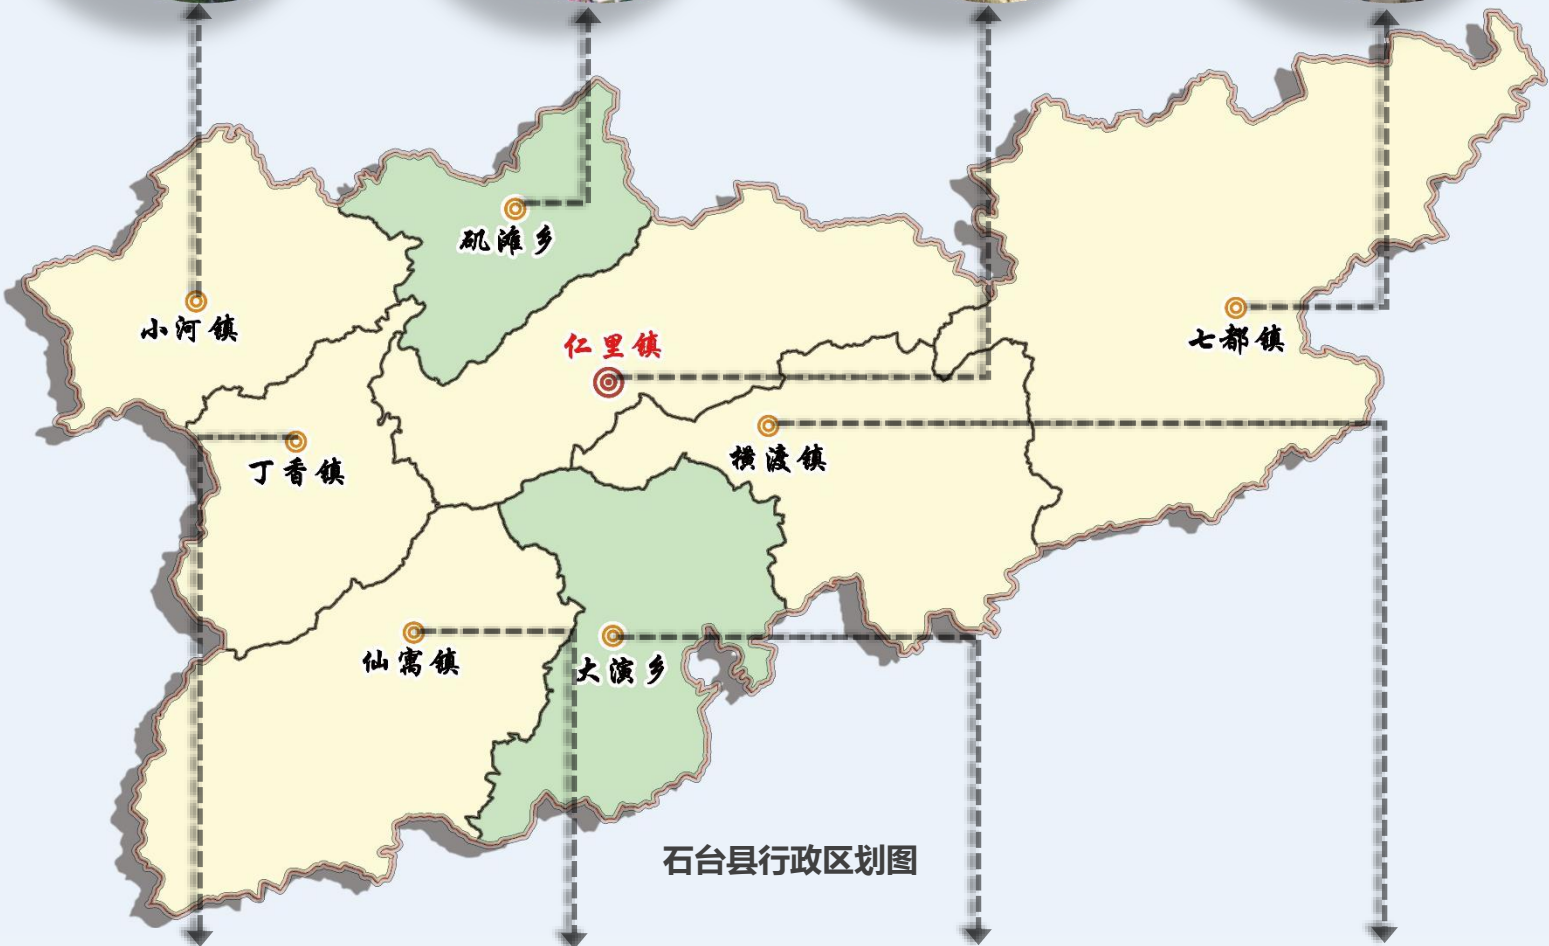 矶滩乡
小河镇
七都镇
仁里镇
横渡镇
丁香镇
仙寓镇
大演乡
石台县行政区划图